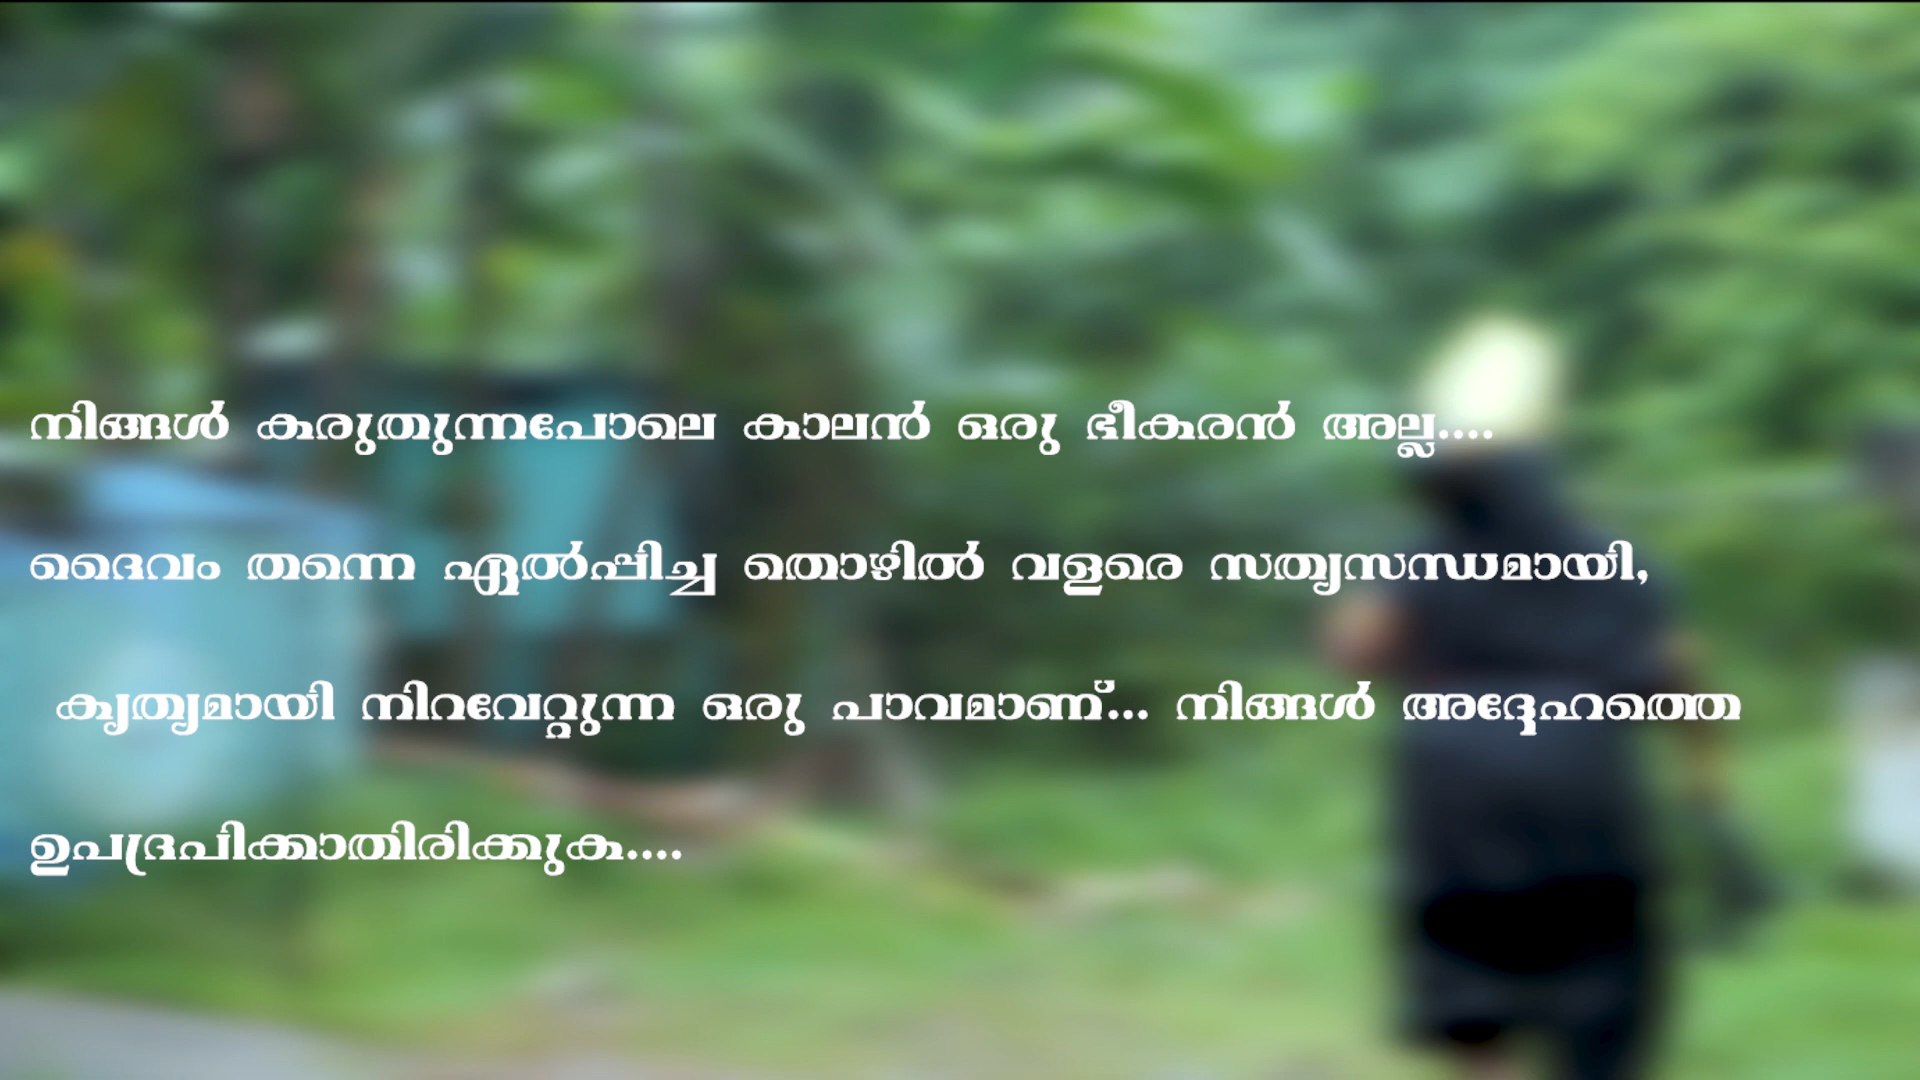 നിങ്ങൾ കരുതുന്നപോലെ കാലൻ ഒരു ഭീകരൻ അല്ല....
ദൈവം തന്നെ ഏൽപ്പിച്ച തൊഴിൽ വളരെ സത്യസന്ധമായി,
കൃത്യമായി നിറവേറ്റുന്ന ഒരു പാവമാണ്... നിങ്ങൾ അദ്ദേഹത്തെ
ഉപദ്രപിക്കാതിരിക്കുക....